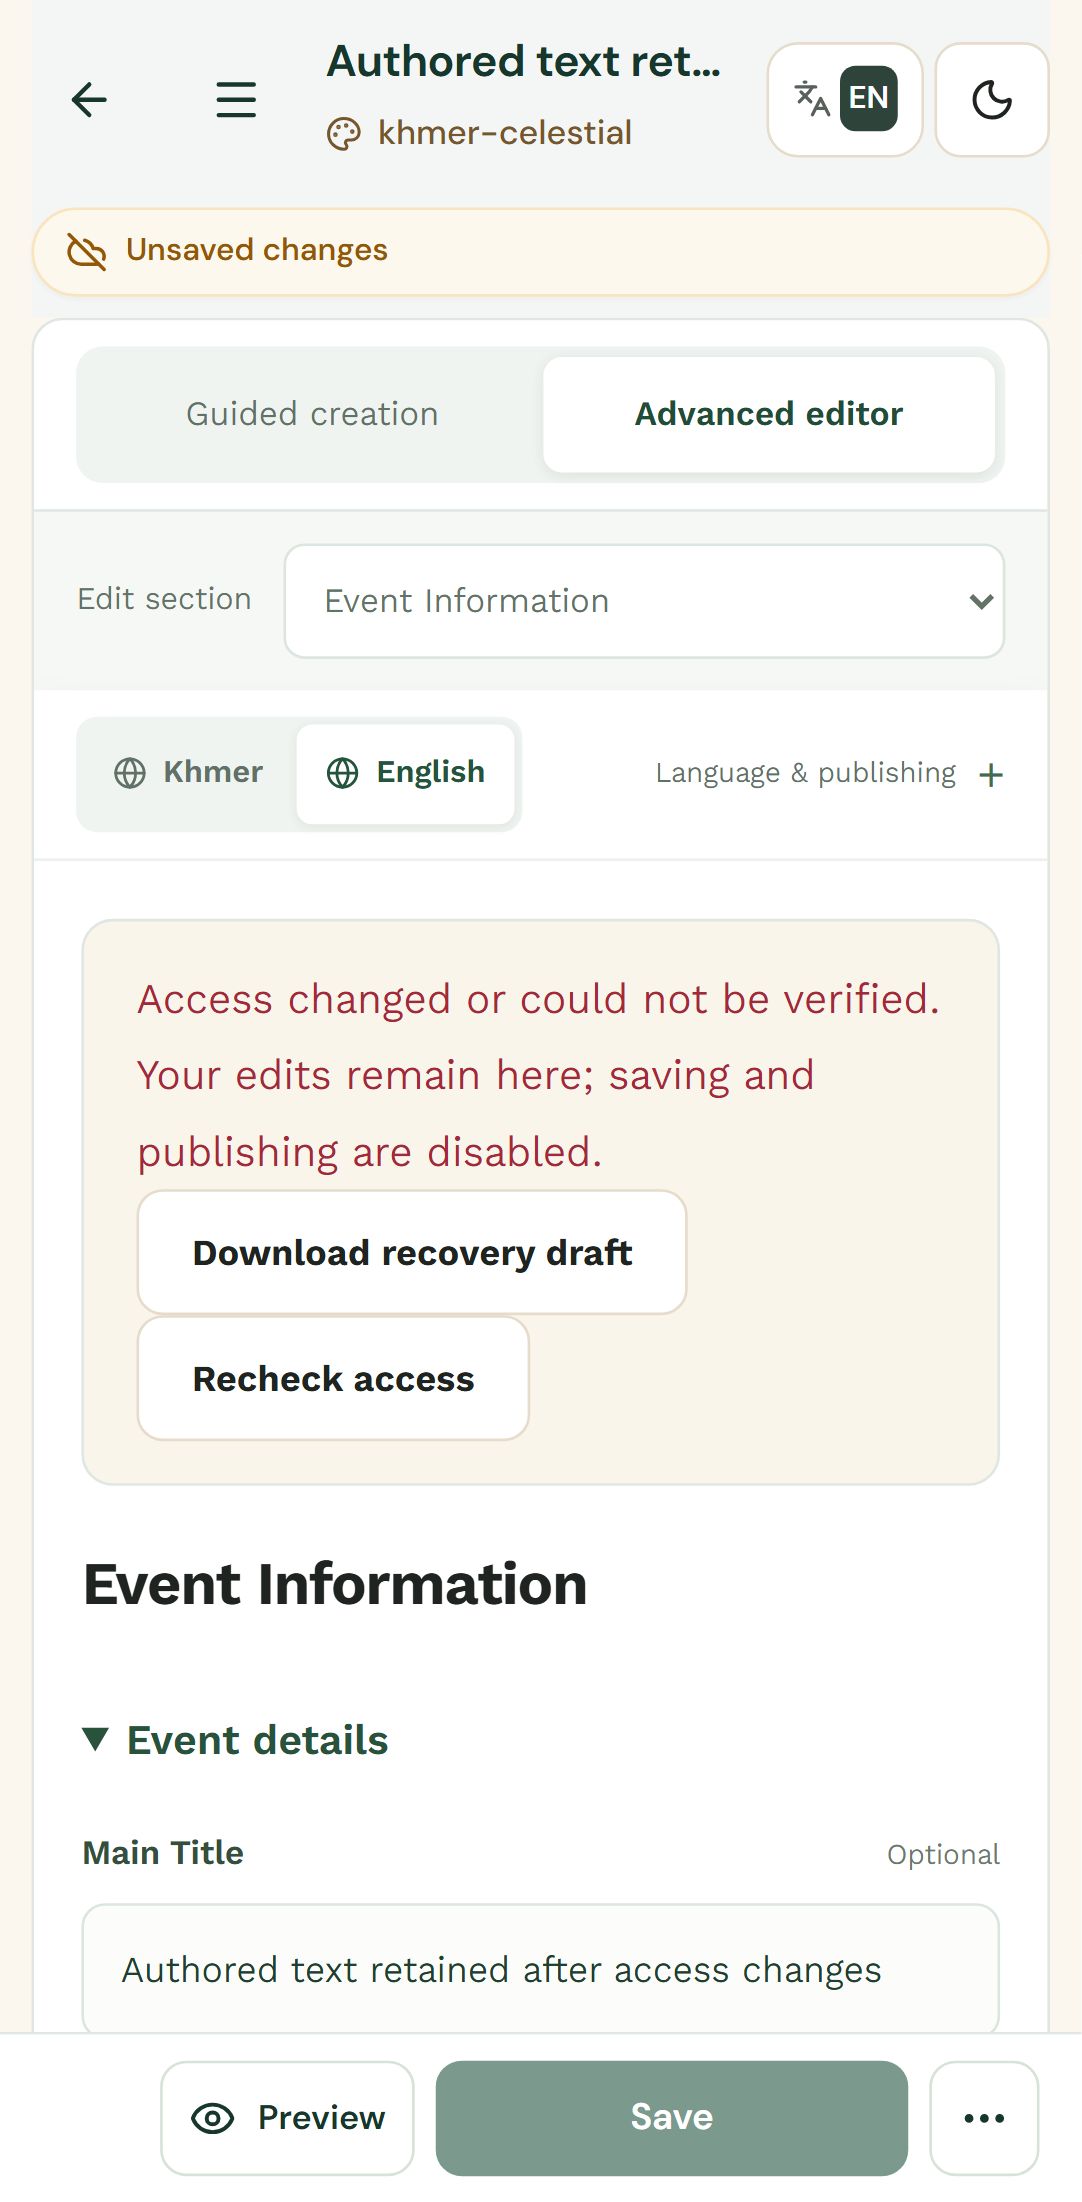 Authored text ret...
khmer-celestial
EN
Unsaved changes
Guided creation
Advanced editor
Edit section
Event Information
Khmer
English
Language & publishing +
Access changed or could not be verified.
Your edits remain here; saving and
publishing are disabled.
Download recovery draft
Recheck access
Event Information
Event details
Main Title
Optional
Authored text retained after access changes
Preview
Save